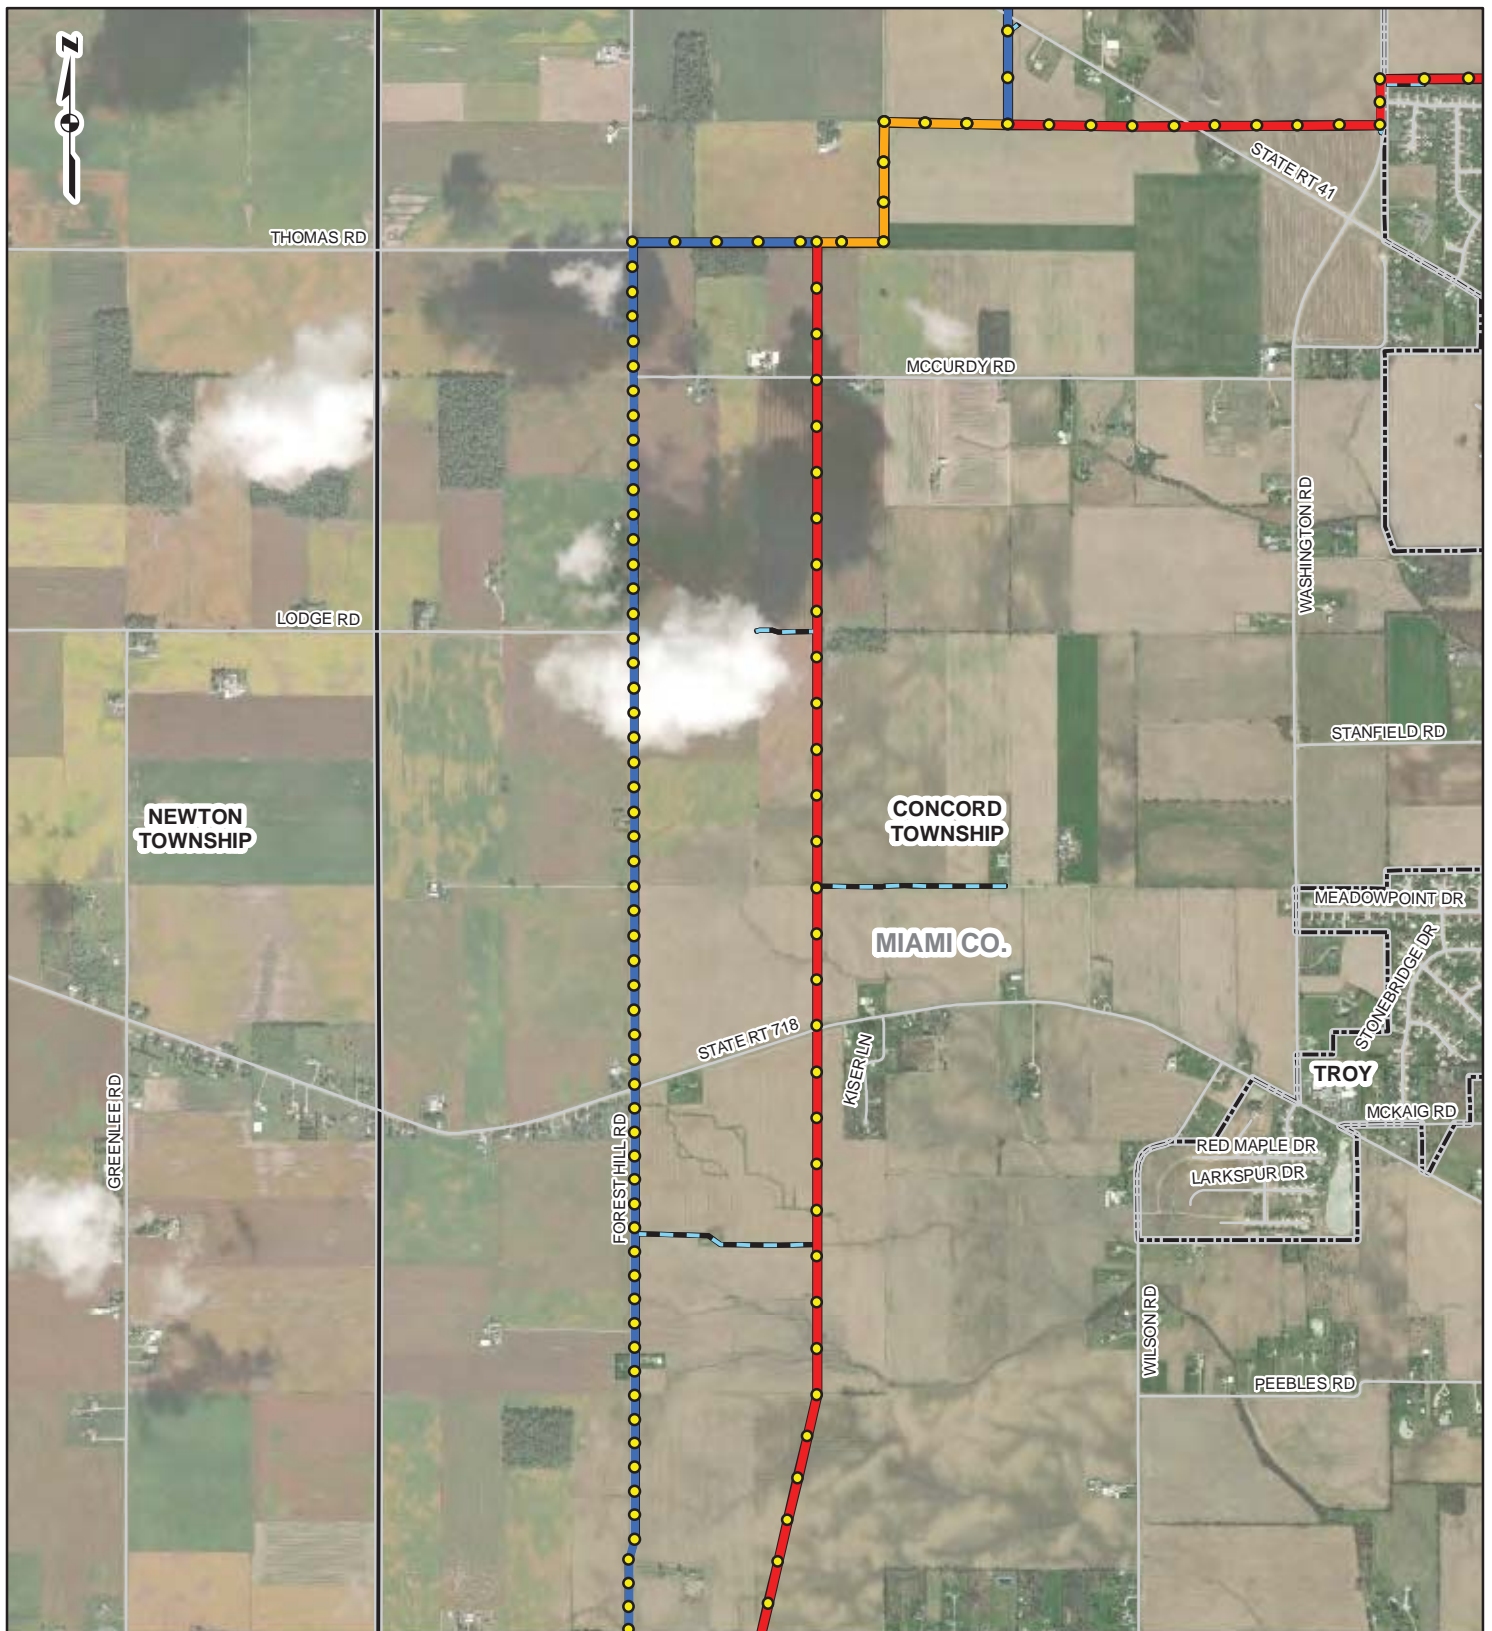 N
STATE RT 41
THOMAS RD
MCCURDY RD
WASHINGTON RD
LODGE RD
STANFIELD RD
NEWTON
TOWNSHIP
CONCORD
TOWNSHIP
MEADOWPOINT DR
MIAMI CO.
STONEBRIDGE DR
STATE RT 718
KISER LN
TROY
GREENLEE RD
MCKAIG RD
FOREST HILL RD
RED MAPLE DR
LARKSPUR DR
WILSON RD
PEEBLES RD